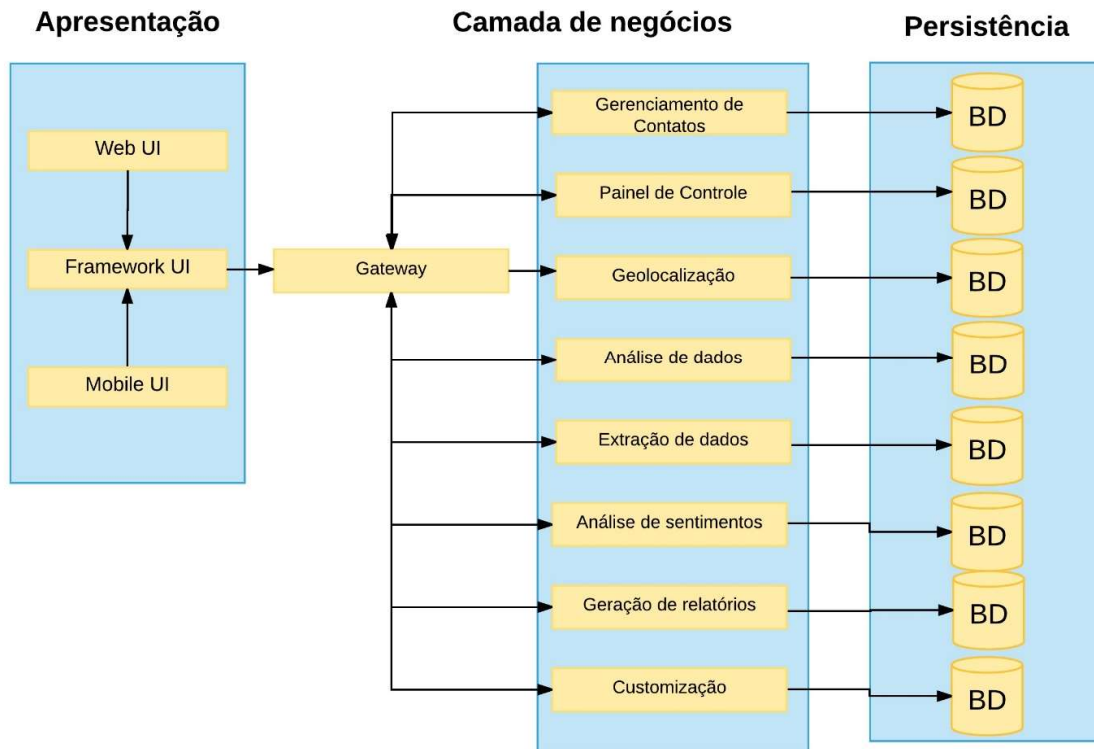 Apresentação
Camada de negócios
Persistência
Web UI
Framework UI
Mobile UI
Gateway
Gerenciamento de
Contatos
Painel de Controle
Geolocalização
Análise de dados
Extração de dados
Análise de sentimentos
Geração de relatórios
Customização
BD
BD
BD
BD
BD
BD
BD
BD